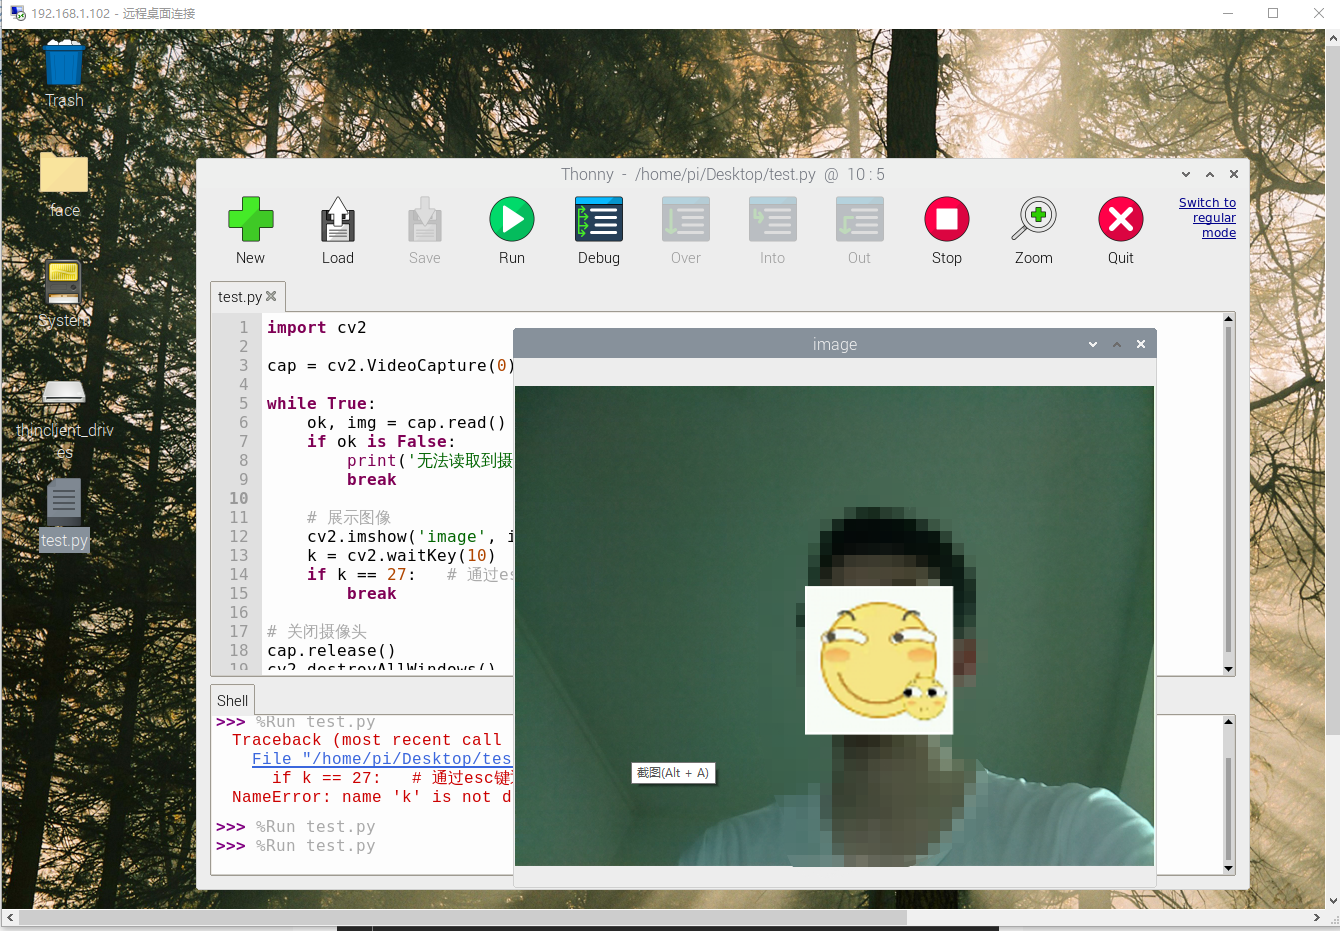 192.168.1.102 - 远程桌面连接
Trash
face
System
thinclient_driv
es
test.py
Thonny - /home/pi/Desktop/test.py @ 10 : 5
New
Load
Save
Run
Debug
Over
Into
Out
Stop
Zoom
Quit
Switch to
regular
mode
test.py
1 import cv2
2
3 cap = cv2.VideoCapture(0)
4
5 while True:
6 ok, img = cap.read()
7 if ok is False:
8 print('无法读取到摄
9 break
10
11 # 展示图像
12 cv2.imshow('image', i
13 k = cv2.waitKey(10)
14 if k == 27: # 通过es
15 break
16
17 # 关闭摄像头
18 cap.release()
19 cv2.destroyAllWindows()
image
截图(Alt + A)
Shell
>>> %Run test.py
Traceback (most recent call
File "/home/pi/Desktop/tes
if k == 27: # 通过esc键
NameError: name 'k' is not d
>>> %Run test.py
>>> %Run test.py